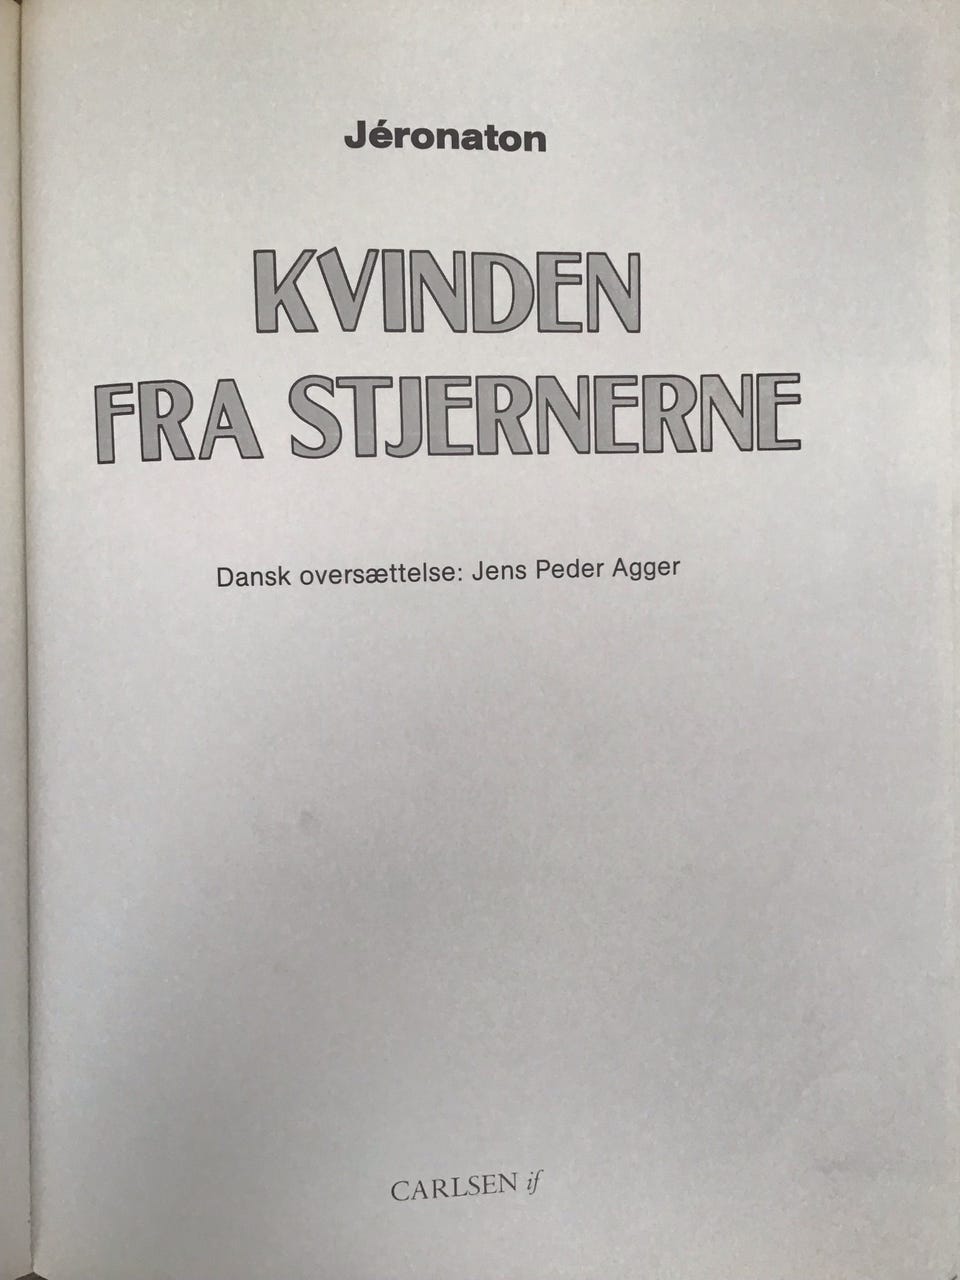 Jéronaton
KVINDEN
FRA STJERNERNE
Dansk oversættelse: Jens Peder Agger
CARLSEN if